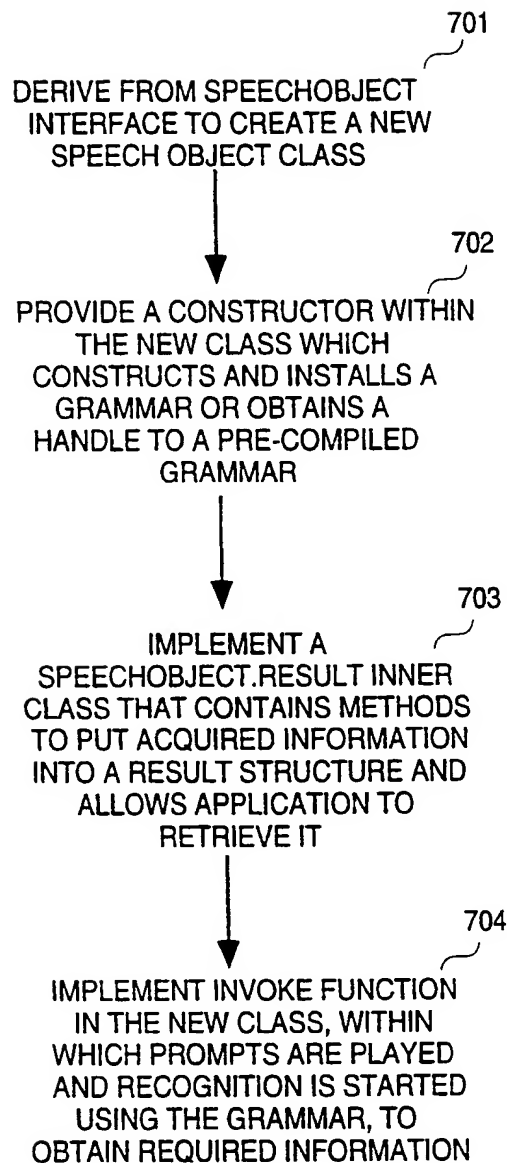 701
DERIVE FROM SPEECHOBJECT
INTERFACE TO CREATE A NEW
SPEECH OBJECT CLASS
702
PROVIDE A CONSTRUCTOR WITHIN
THE NEW CLASS WHICH
CONSTRUCTS AND INSTALLS A
GRAMMAR OR OBTAINS A
HANDLE TO A PRE-COMPILED
GRAMMAR
703
IMPLEMENT A
SPEECHOBJECT.RESULT INNER
CLASS THAT CONTAINS METHODS
TO PUT ACQUIRED INFORMATION
INTO A RESULT STRUCTURE AND
ALLOWS APPLICATION TO
RETRIEVE IT
704
IMPLEMENT INVOKE FUNCTION
IN THE NEW CLASS, WITHIN
WHICH PROMPTS ARE PLAYED
AND RECOGNITION IS STARTED
USING THE GRAMMAR, TO
OBTAIN REQUIRED INFORMATION